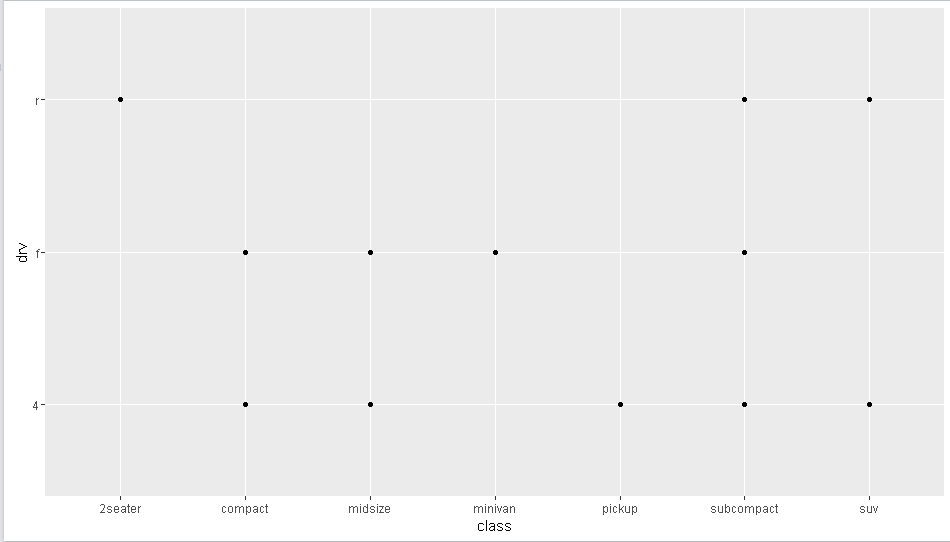 r
drv
f
4
2seater compact midsize minivan pickup subcompact suv
class